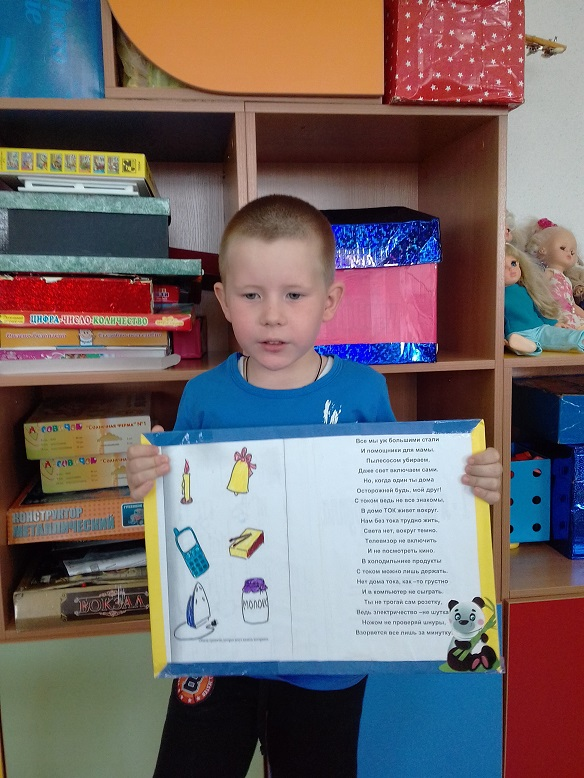 ЦИФРА-ЧИСЛО-КОЛИЧЕСТВО
КОНСТРУКТОР
МЕТАЛЛИЧЕСКИЙ
ВОКЗАЛ
МОЛОКО
Все мы уж большими стали
И помощники для мамы.
Пылесосом убираем,
Даже свет включаем сами.
Но, когда один ты дома
Осторожней будь, мой друг!
С током ведь не все знакомы,
В доме ТОК живет вокруг.
Нам без тока трудно жить,
Света нет, вокруг темно.
Телевизор не включить
И не посмотреть кино.
В холодильнике продукты
С током можно лишь держать.
Нет дома тока, как –то грустно
И в компьютер не сыграть.
Ты не трогай сам розетку,
Ведь электричество –не шутка
Ножом не проверяй шнуры,
Взорвется все лишь за минутку.